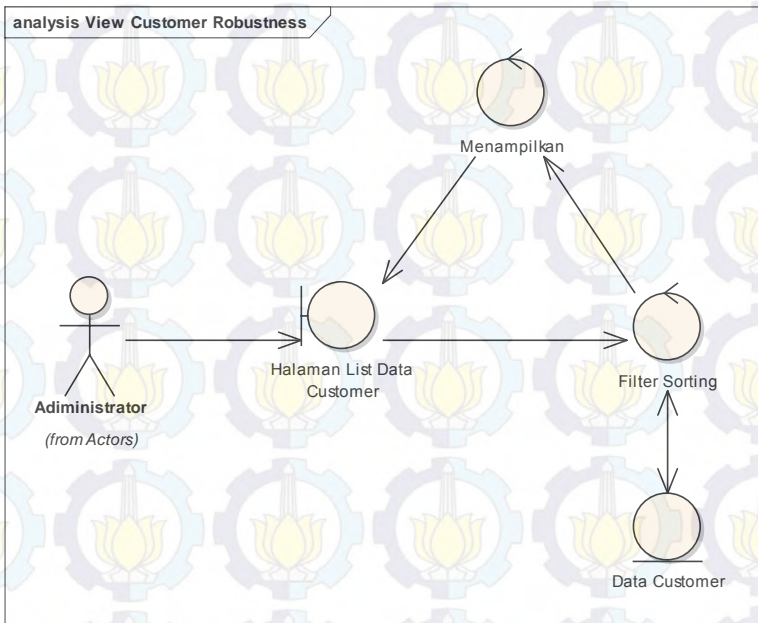 analysis View Customer Robustness
Menampilkan
Halaman List Data
Customer
Filter Sorting
Adiministrator
(from Actors)
Data Customer